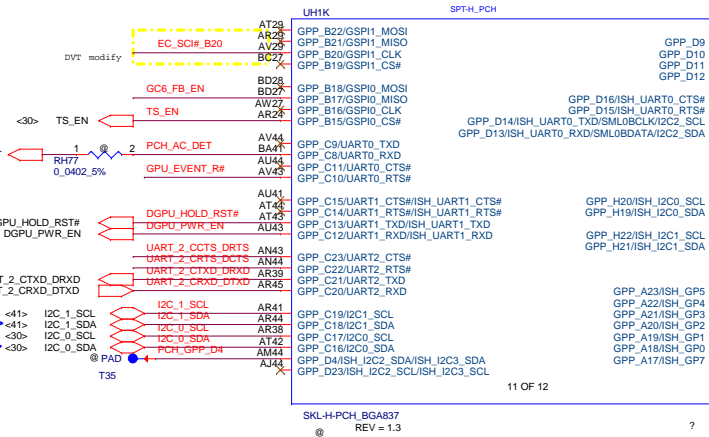 UH1K
SPT-H_PCH
AT29
GPP_B22/GSPI1_MOSI
AR29
GPP_B21/GSPI1_MISO
GPP_D9
EC_SCI#_B20
AV29
GPP_B20/GSPI1_CLK
GPP_D10
DVT modify
BC27
GPP_B19/GSPI1_CS#
GPP_D11
GPP_D12
BD28
GPP_B18/GSPI0_MOSI
GC6_FB_EN
BD27
GPP_B17/GSPI0_MISO
GPP_D16/ISH_UART0_CTS#
AW27
GPP_B16/GSPI0_CLK
GPP_D15/ISH_UART0_RTS#
<30> TS_EN
TS_EN
AR24
GPP_B15/GSPI0_CS#
GPP_D14/ISH_UART0_TXD/SML0BCLK/I2C2_SCL
GPP_D13/ISH_UART0_RXD/SML0BDATA/I2C2_SDA
AV44
GPP_C9/UART0_TXD
1 @ 2
PCH_AC_DET
BA41
GPP_C8/UART0_RXD
RH77
AU44
GPP_C11/UART0_CTS#
0_0402_5%
GPU_EVENT_R#
AV43
GPP_C10/UART0_RTS#
AU41
GPP_C15/UART1_CTS#/ISH_UART1_CTS#
GPP_H20/ISH_I2C0_SCL
AT44
GPP_C14/UART1_RTS#/ISH_UART1_RTS#
GPP_H19/ISH_I2C0_SDA
GPU_HOLD_RST#
DGPU_HOLD_RST#
AT43
GPP_C13/UART1_TXD/ISH_UART1_TXD
DGPU_PWR_EN
DGPU_PWR_EN
AU43
GPP_C12/UART1_RXD/ISH_UART1_RXD
GPP_H22/ISH_I2C1_SCL
GPP_H21/ISH_I2C1_SDA
UART_2_CCTS_DRTS
AN43
GPP_C23/UART2_CTS#
UART_2_CRTS_DCTS
AN44
GPP_C22/UART2_RTS#
T_2_CTXD_DRXD
UART_2_CTXD_DRXD
AR39
GPP_C21/UART2_TXD
T_2_CRXD_DTXD
UART_2_CRXD_DTXD
AR45
GPP_C20/UART2_RXD
GPP_A23/ISH_GP5
GPP_A22/ISH_GP4
<41> I2C_1_SCL
I2C_1_SCL
AR41
GPP_C19/I2C1_SCL
GPP_A21/ISH_GP3
<41> I2C_1_SDA
I2C_1_SDA
AR44
GPP_C18/I2C1_SDA
GPP_A20/ISH_GP2
<30> I2C_0_SCL
I2C_0_SCL
AR38
GPP_C17/I2C0_SCL
GPP_A19/ISH_GP1
<30> I2C_0_SDA
I2C_0_SDA
AT42
GPP_C16/I2C0_SDA
GPP_A18/ISH_GP0
@ PAD
PCH_GPP_D4
AM44
GPP_D4/ISH_I2C2_SDA/ISH_I2C3_SDA
GPP_A17/ISH_GP7
T35
AJ44
GPP_D23/ISH_I2C2_SCL/ISH_I2C3_SCL
11 OF 12
SKL-H-PCH_BGA837
@
REV = 1.3
?